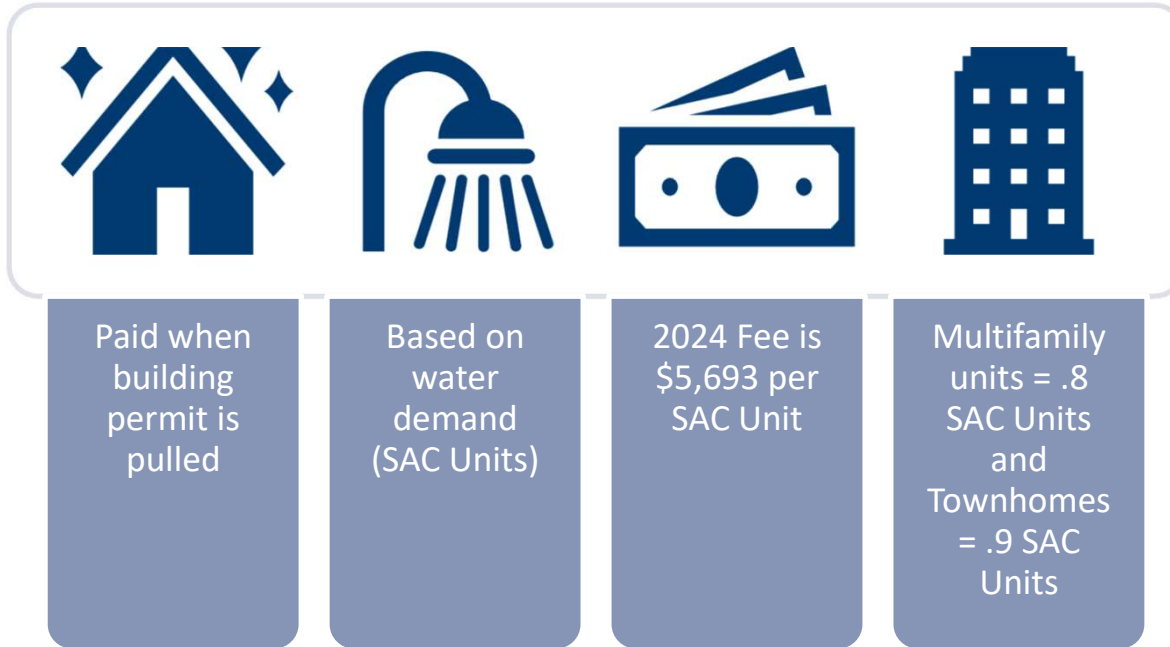 Paid when
building
permit is
pulled
Based on
water
demand
(SAC Units)
2024 Fee is
$5,693 per
SAC Unit
Multifamily
units = .8
SAC Units
and
Townhomes
= .9 SAC
Units